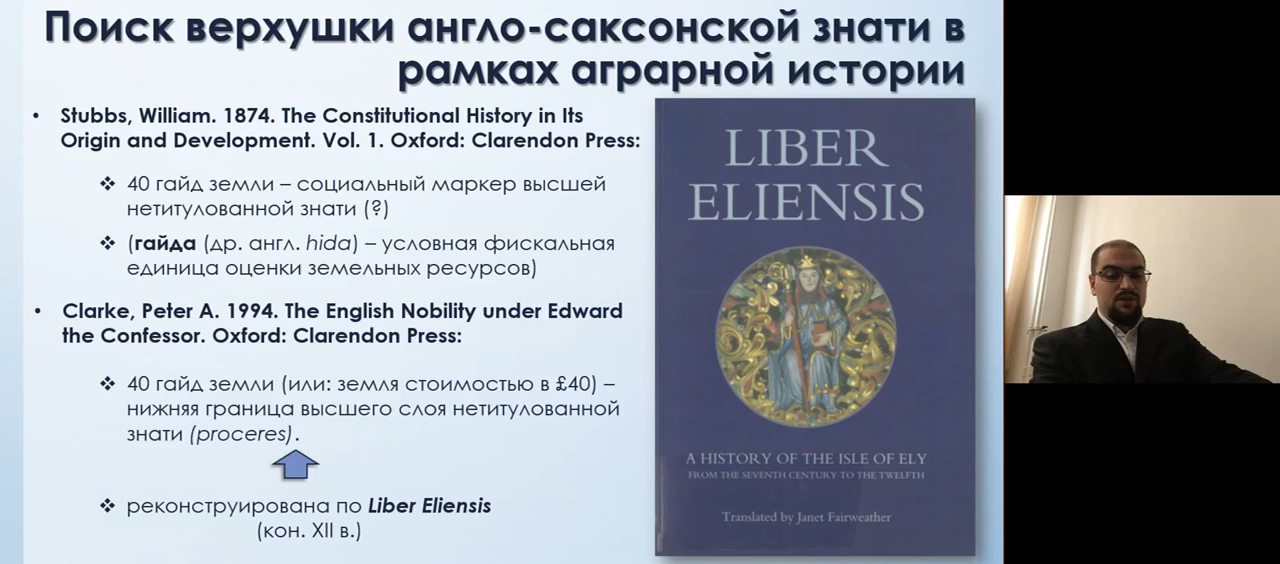 Поиск верхушки англо-саксонской знати в
рамках аграрной истории
• Stubbs, William. 1874. The Constitutional History in Its
Origin and Development. Vol. 1. Oxford: Clarendon Press:
❖ 40 гайд земли – социальный маркер высшей
нетитулованной знати (?)
❖ (гайда (др. англ. hida) – условная фискальная
единица оценки земельных ресурсов)
• Clarke, Peter A. 1994. The English Nobility under Edward
the Confessor. Oxford: Clarendon Press:
❖ 40 гайд земли (или: земля стоимостью в £40) –
нижняя граница высшего слоя нетитулованной
знати (proceres).
❖ реконструирована по Liber Eliensis
(кон. XII в.)
LIBER
ELIENSIS
A HISTORY OF THE ISLE OF ELY
FROM THE SEVENTH CENTURY TO THE TWELFTH
Translated by Janet Fairweather